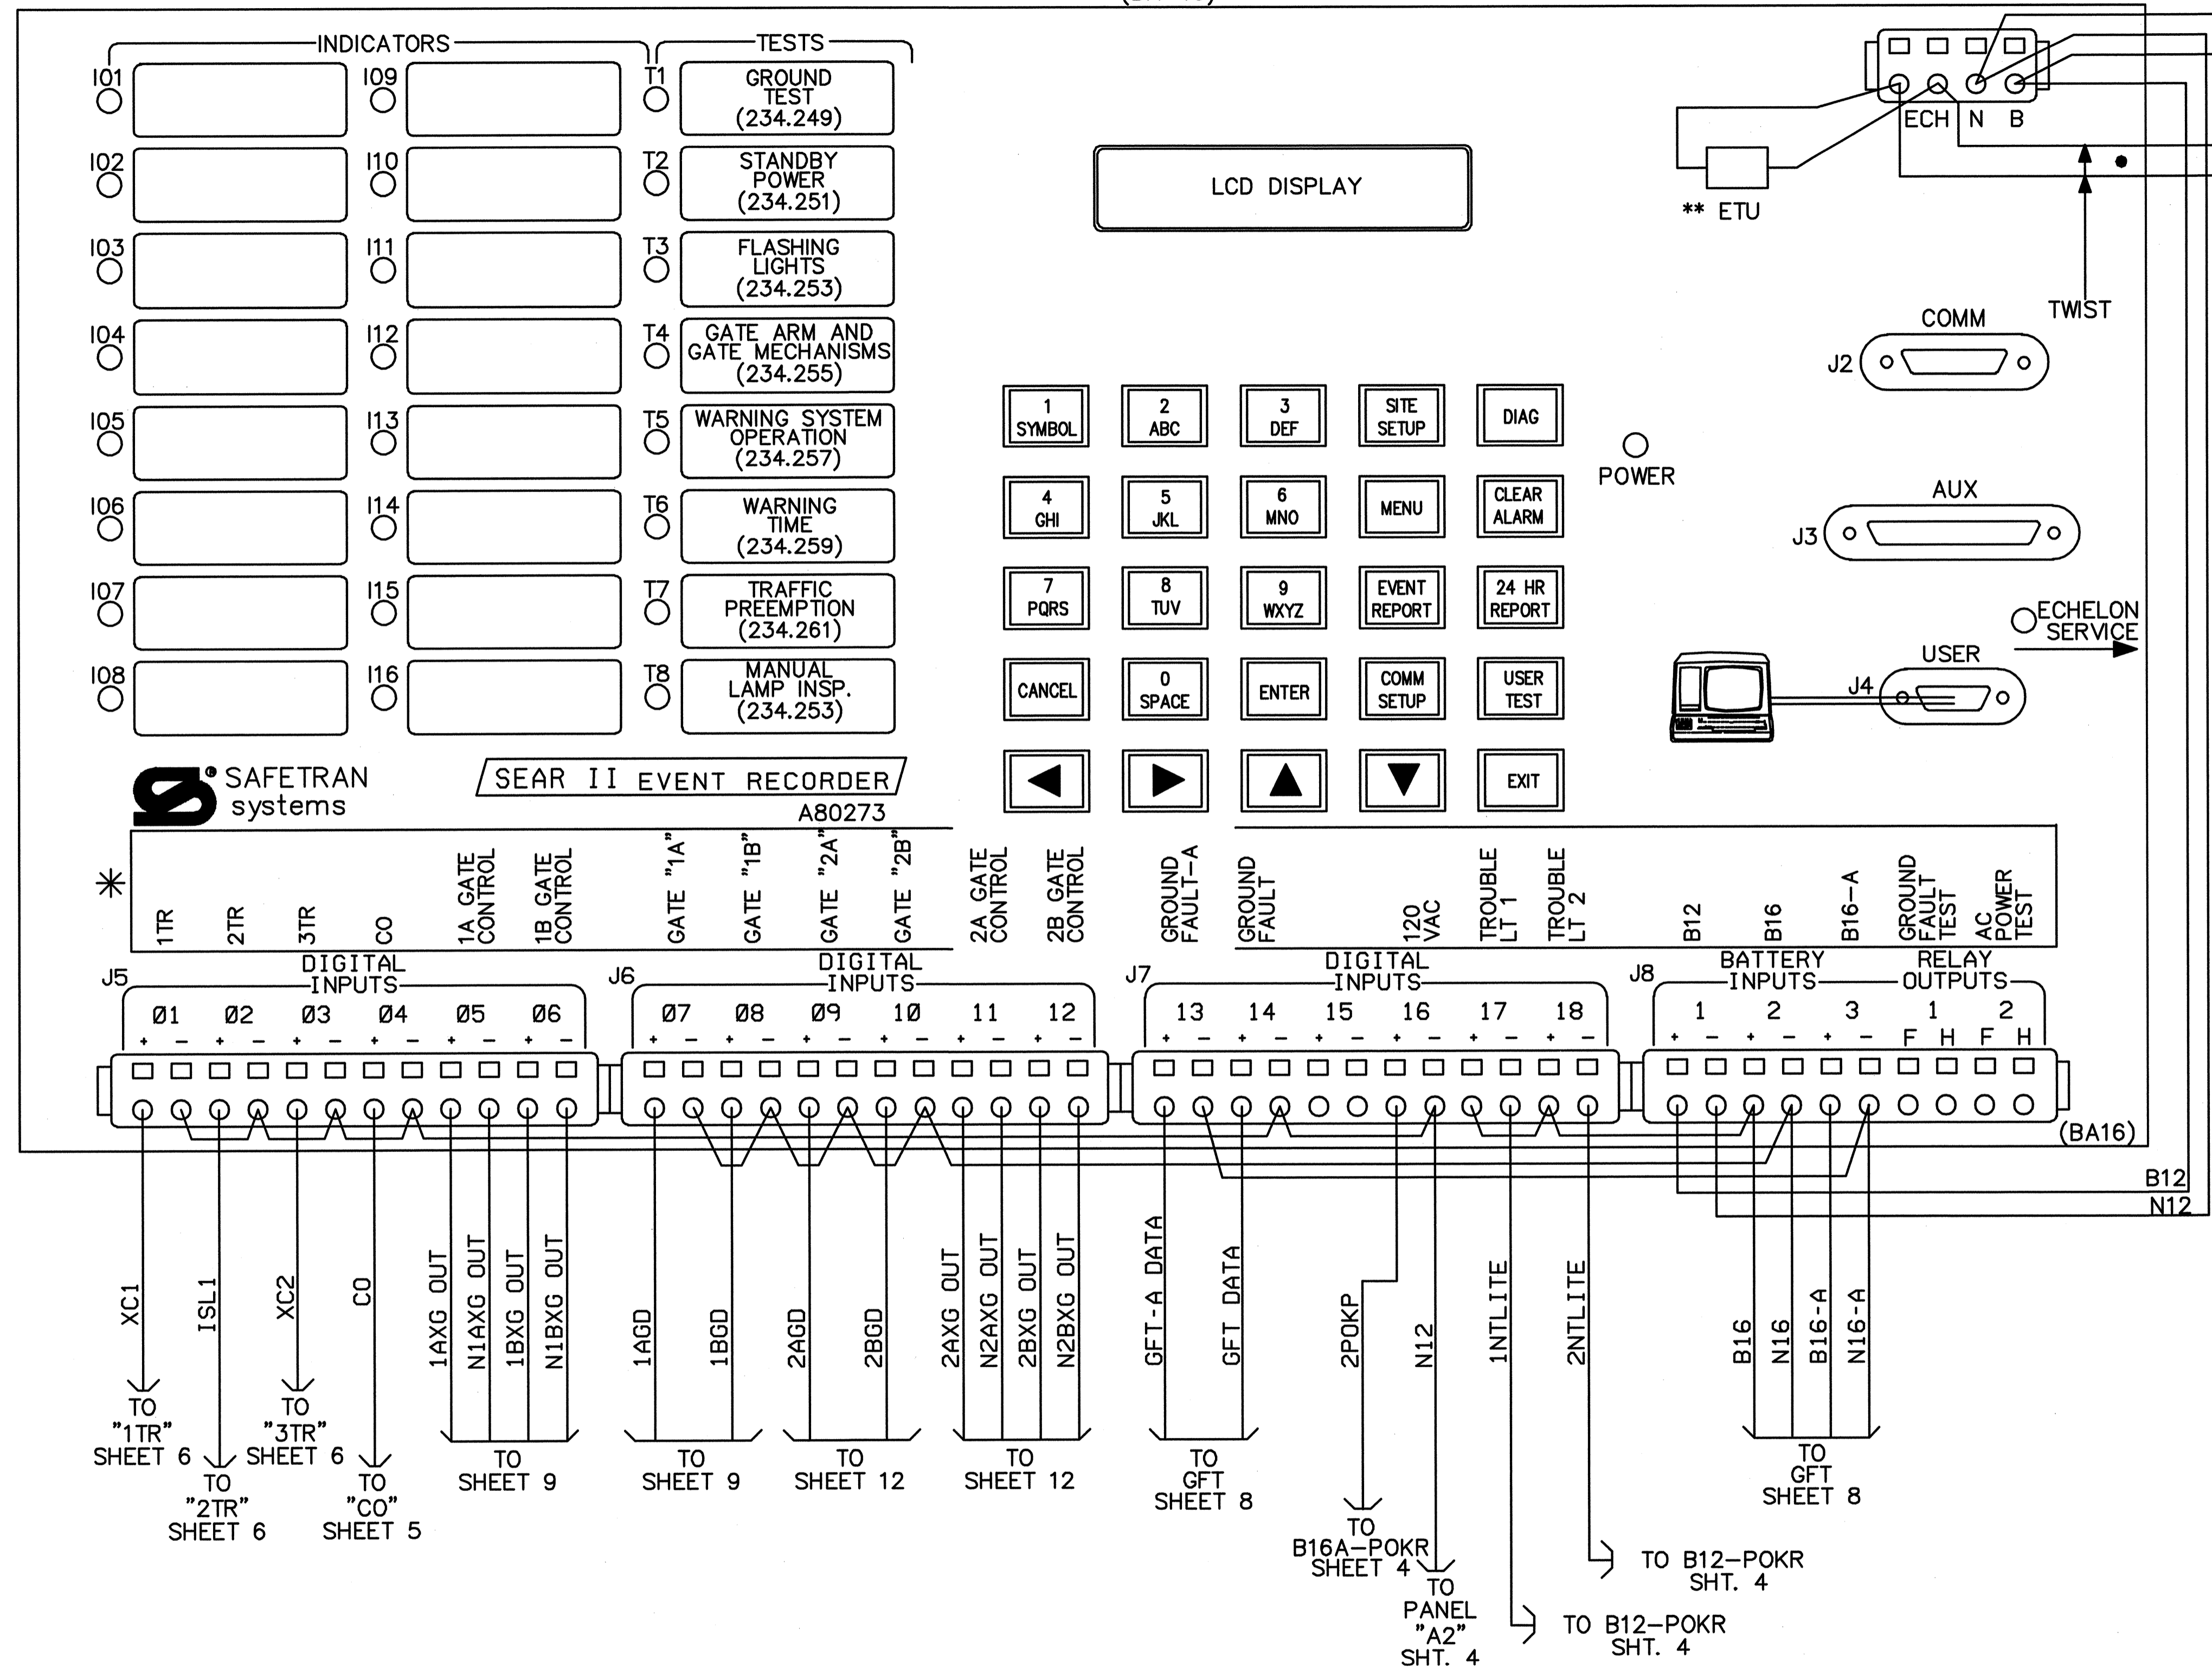 INDICATORS
TESTS
I01
I09
T1
GROUND
TEST
(234.249)
I02
I10
T2
STANDBY
POWER
(234.251)
I03
I11
T3
FLASHING
LIGHTS
(234.253)
I04
I12
T4
GATE ARM AND
GATE MECHANISMS
(234.255)
I05
I13
T5
WARNING SYSTEM
OPERATION
(234.257)
I06
I14
T6
WARNING
TIME
(234.259)
I07
I15
T7
TRAFFIC
PREEMPTION
(234.261)
I08
I16
T8
MANUAL
LAMP INSP.
(234.253)
LCD DISPLAY
ECH N B
** ETU
TWIST
COMM
J2
AUX
J3
POWER
ECHELON
SERVICE
USER
J4
1
SYMBOL
2
ABC
3
DEF
SITE
SETUP
DIAG
4
GHI
5
JKL
6
MNO
MENU
CLEAR
ALARM
7
PQRS
8
TUV
9
WXYZ
EVENT
REPORT
24 HR
REPORT
CANCEL
0
SPACE
ENTER
COMM
SETUP
USER
TEST
EXIT
® SAFETRAN
systems
SEAR II EVENT RECORDER
A80273
*
1TR
2TR
3TR
CO
1A GATE
CONTROL
1B GATE
CONTROL
GATE "1A"
GATE "1B"
GATE "2A"
GATE "2B"
2A GATE
CONTROL
2B GATE
CONTROL
GROUND
FAULT-A
GROUND
FAULT
120
VAC
TROUBLE
LT 1
TROUBLE
LT 2
B12
B16
B16-A
GROUND
FAULT
TEST
AC
POWER
TEST
J5
DIGITAL
INPUTS
Ø1 Ø2 Ø3 Ø4 Ø5 Ø6
+ - + - + - + - + - + -
J6
DIGITAL
INPUTS
Ø7 Ø8 Ø9 10 11 12
+ - + - + - + - + - + -
J7
DIGITAL
INPUTS
13 14 15 16 17 18
+ - + - + - + - + - + -
J8
BATTERY
INPUTS
RELAY
OUTPUTS
1 2 3 1 2
+ - + - + - F H F H
(BA16)
B12
N12
XC1
ISL1
XC2
CO
1AXG OUT
N1AXG OUT
1BXG OUT
N1BXG OUT
1AGD
1BGD
2AGD
2BGD
2AXG OUT
N2AXG OUT
2BXG OUT
N2BXG OUT
GFT-A DATA
GFT DATA
2POKP
N12
1NTLITE
2NTLITE
B16
N16
B16-A
N16-A
TO
"1TR"
SHEET 6
TO
"2TR"
SHEET 6
TO
"3TR"
SHEET 6
TO
"CO"
SHEET 5
TO
SHEET 9
TO
SHEET 9
TO
SHEET 12
TO
SHEET 12
TO
GFT
SHEET 8
TO
B16A-POKR
SHEET 4
TO
PANEL
"A2"
SHT. 4
TO B12-POKR
SHT. 4
TO B12-POKR
SHT. 4
TO
GFT
SHEET 8